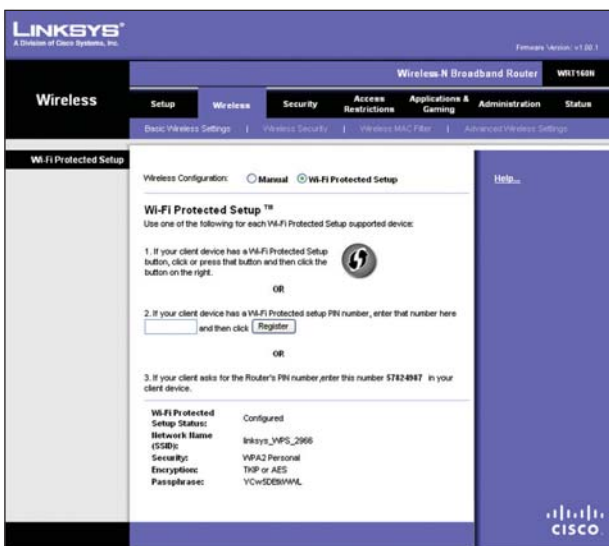 LINKSYS®
A Division of Cisco Systems, Inc.
Firmware Version: v1.00.1
Wireless-N Broadband Router WRT160N
Wireless
Setup Wireless Security Access Restrictions Applications & Gaming Administration Status
Basic Wireless Settings | Wireless Security | Wireless MAC Filter | Advanced Wireless Settings
Wi-Fi Protected Setup
Wireless Configuration: Manual Wi-Fi Protected Setup
Help...
Wi-Fi Protected Setup ™
Use one of the following for each Wi-Fi Protected Setup supported device:
1. If your client device has a Wi-Fi Protected Setup
button, click or press that button and then click the
button on the right.
OR
2. If your client device has a Wi-Fi Protected setup PIN number, enter that number here
and then click Register
OR
3. If your client asks for the Router's PIN number,enter this number 57824987 in your
client device.
Wi-Fi Protected
Setup Status: Configured
Network Name
(SSID): linksys_WPS_2966
Security: WPA2 Personal
Encryption: TKIP or AES
Passphrase:
CISCO